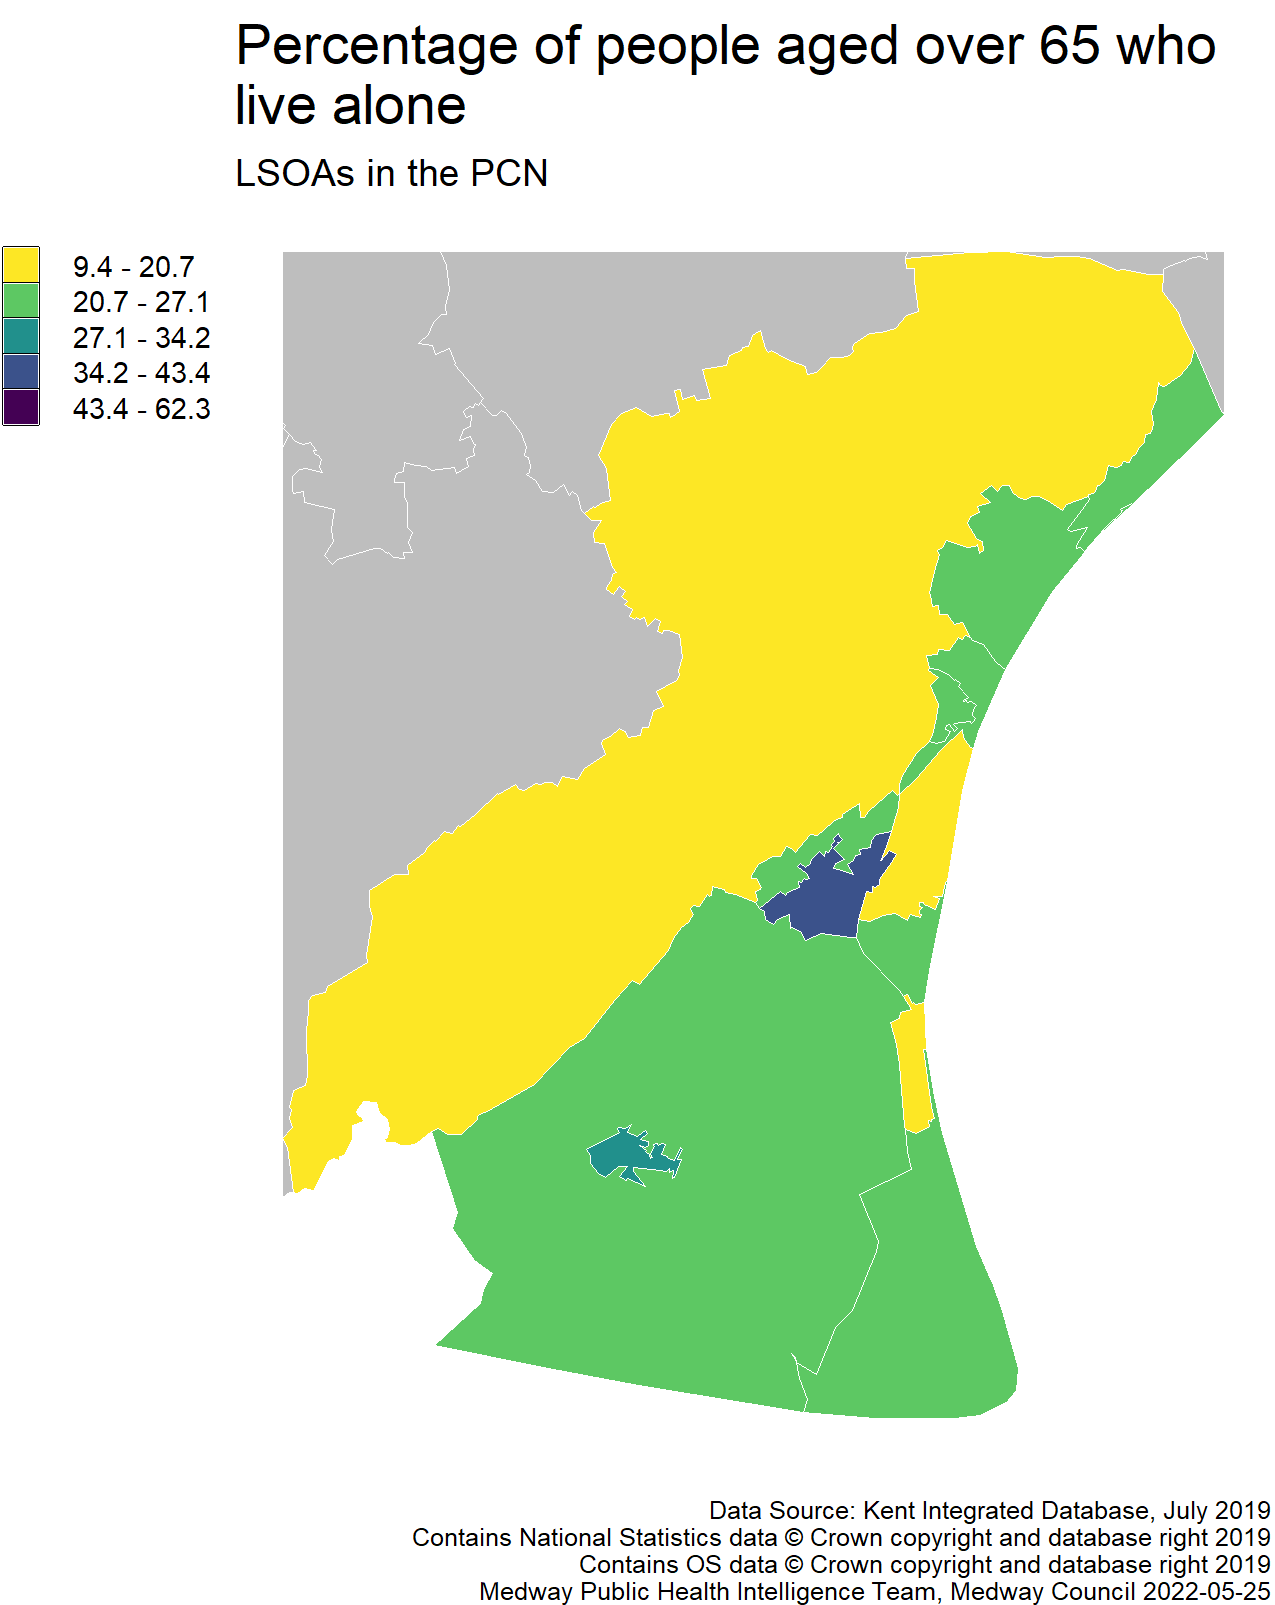 Percentage of people aged over 65 who
live alone
LSOAs in the PCN
9.4 - 20.7
20.7 - 27.1
27.1 - 34.2
34.2 - 43.4
43.4 - 62.3
Data Source: Kent Integrated Database, July 2019
Contains National Statistics data © Crown copyright and database right 2019
Contains OS data © Crown copyright and database right 2019
Medway Public Health Intelligence Team, Medway Council 2022-05-25